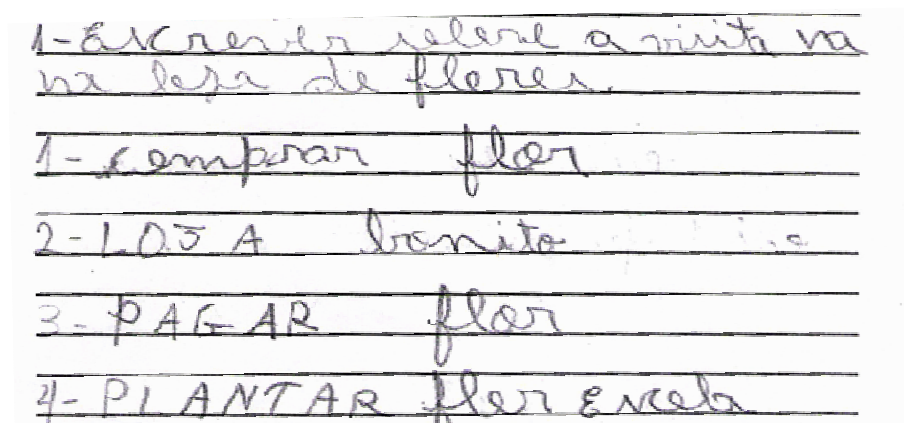 1-Escrever sobre a visita na
na loja de flores.
1-comprar flor
2-LOJA bonito
3-PAGAR flor
4-PLANTAR flor Escola